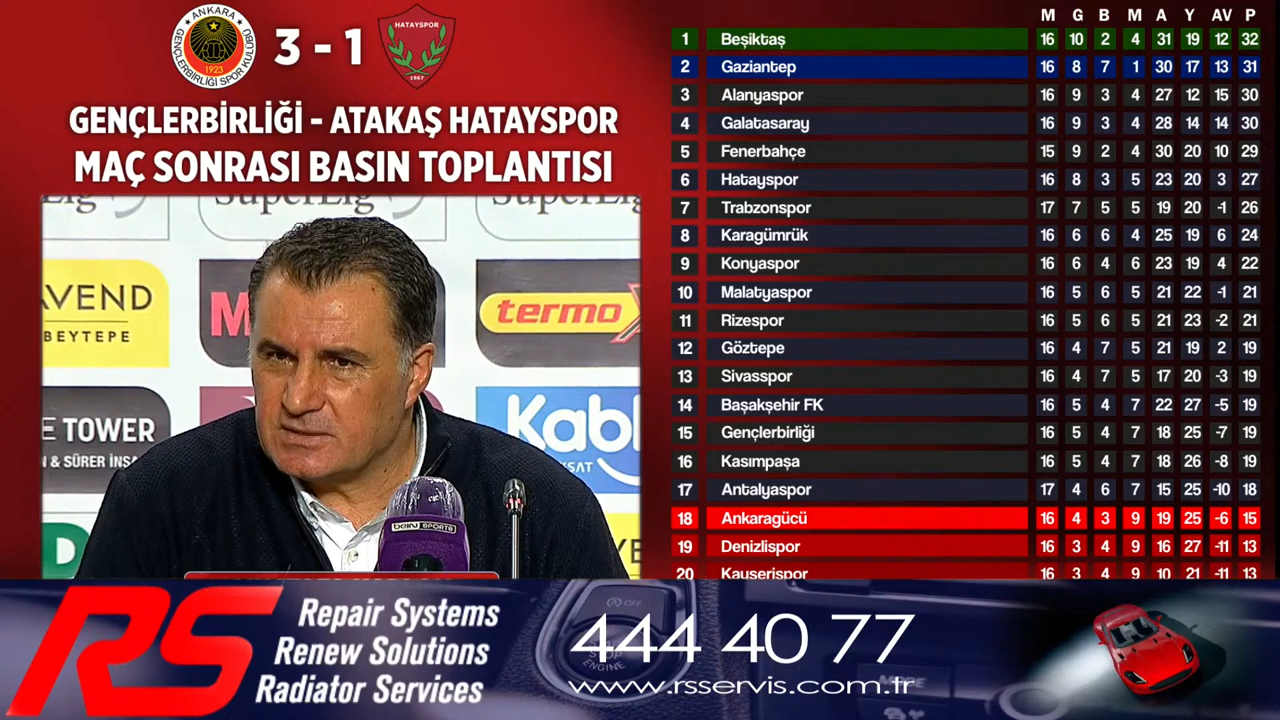 ANKARA
GENÇLERBİRLİĞİ SPOR KULÜBÜ
1923
3 - 1
HATAYSPOR
1967
GENÇLERBİRLİĞİ - ATAKAŞ HATAYSPOR
MAÇ SONRASI BASIN TOPLANTISI
AVEND
BEYTEPE
M
termo
E TOWER
N & SÜRER İNŞA
Kabl
beIN SPORTS
M G B M A Y AV P
1 Beşiktaş 16 10 2 4 31 19 12 32
2 Gaziantep 16 8 7 1 30 17 13 31
3 Alanyaspor 16 9 3 4 27 12 15 30
4 Galatasaray 16 9 3 4 28 14 14 30
5 Fenerbahçe 15 9 2 4 30 20 10 29
6 Hatayspor 16 8 3 5 23 20 3 27
7 Trabzonspor 17 7 5 5 19 20 -1 26
8 Karagümrük 16 6 6 4 25 19 6 24
9 Konyaspor 16 6 4 6 23 19 4 22
10 Malatyaspor 16 5 6 5 21 22 -1 21
11 Rizespor 16 5 6 5 21 23 -2 21
12 Göztepe 16 4 7 5 21 19 2 19
13 Sivasspor 16 4 7 5 17 20 -3 19
14 Başakşehir FK 16 5 4 7 22 27 -5 19
15 Gençlerbirliği 16 5 4 7 18 25 -7 19
16 Kasımpaşa 16 5 4 7 18 26 -8 19
17 Antalyaspor 17 4 6 7 15 25 -10 18
18 Ankaragücü 16 4 3 9 19 25 -6 15
19 Denizlispor 16 3 4 9 16 27 -11 13
20 Kayserispor 16 3 4 9 10 21 -11 13
RS
Repair Systems
Renew Solutions
Radiator Services
444 40 77
www.rsservis.com.tr
OFF
STOP
ENGINE